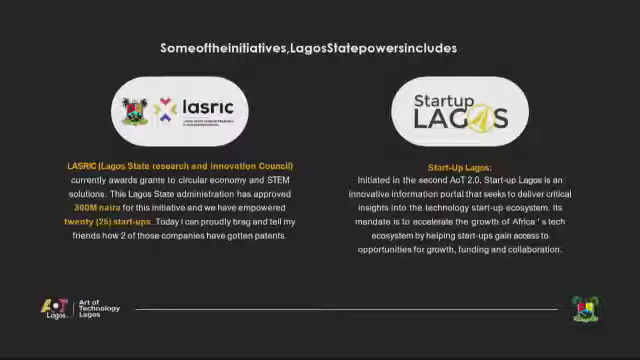 Someoftheinitiatives,LagosStatepowersincludes
lasric
Startup
LAGOS
LASRIC (Lagos State research and Innovation Council)
currently awards grants to circular economy and STEM
solutions. This Lagos State administration has approved
300M naira for this initiative and we have empowered
twenty (25) start-ups. Today I can proudly brag and tell my
friends how 2 of those companies have gotten patents.
Start-Up Lagos:
Initiated in the second AoT 2.0, Start-up Lagos is an
innovative information portal that seeks to deliver critical
insights into the technology start-up ecosystem. Its
mandate is to accelerate the growth of Africa's tech
ecosystem by helping start-ups gain access to
opportunities for growth, funding and collaboration.
AOT
Lagos
Art of
Technology
Lagos